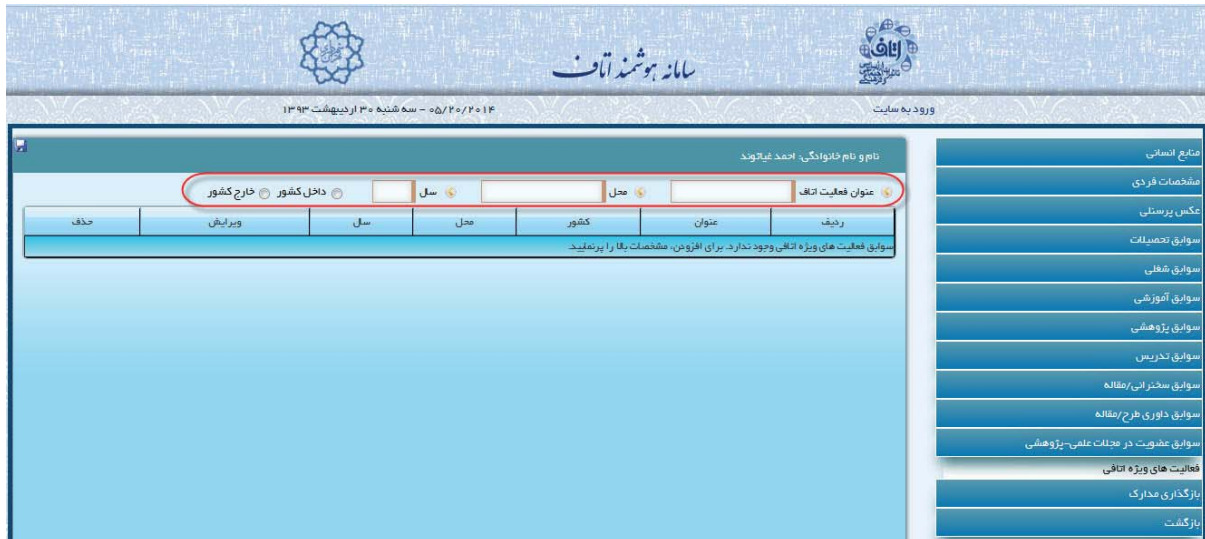 اتاف
سامانه هوشمند اتاف
ورود به سایت
۰۵/۲۰/۲۰۱۴ - سه شنبه ۳۰ اردیبهشت ۱۳۹۳
منابع انسانی
مشخصات فردی
عکس پرسنلی
سوابق تحصیلات
سوابق شغلی
سوابق آموزشی
سوابق پژوهشی
سوابق تدریس
سوابق سخنرانی/مقاله
سوابق داوری طرح/مقاله
سوابق عضویت در مجلات علمی-پژوهشی
فعالیت های ویژه اتافی
بازگذاری مدارک
بازگشت
نام و نام خانوادگی: احمد غیاثوند
عنوان فعالیت اتاف محل سال داخل کشور خارج کشور
ردیف عنوان کشور محل سال ویرایش حذف
سوابق فعالیت های ویژه اتافی وجود ندارد. برای افزودن، مشخصات بالا را پرنمایید.